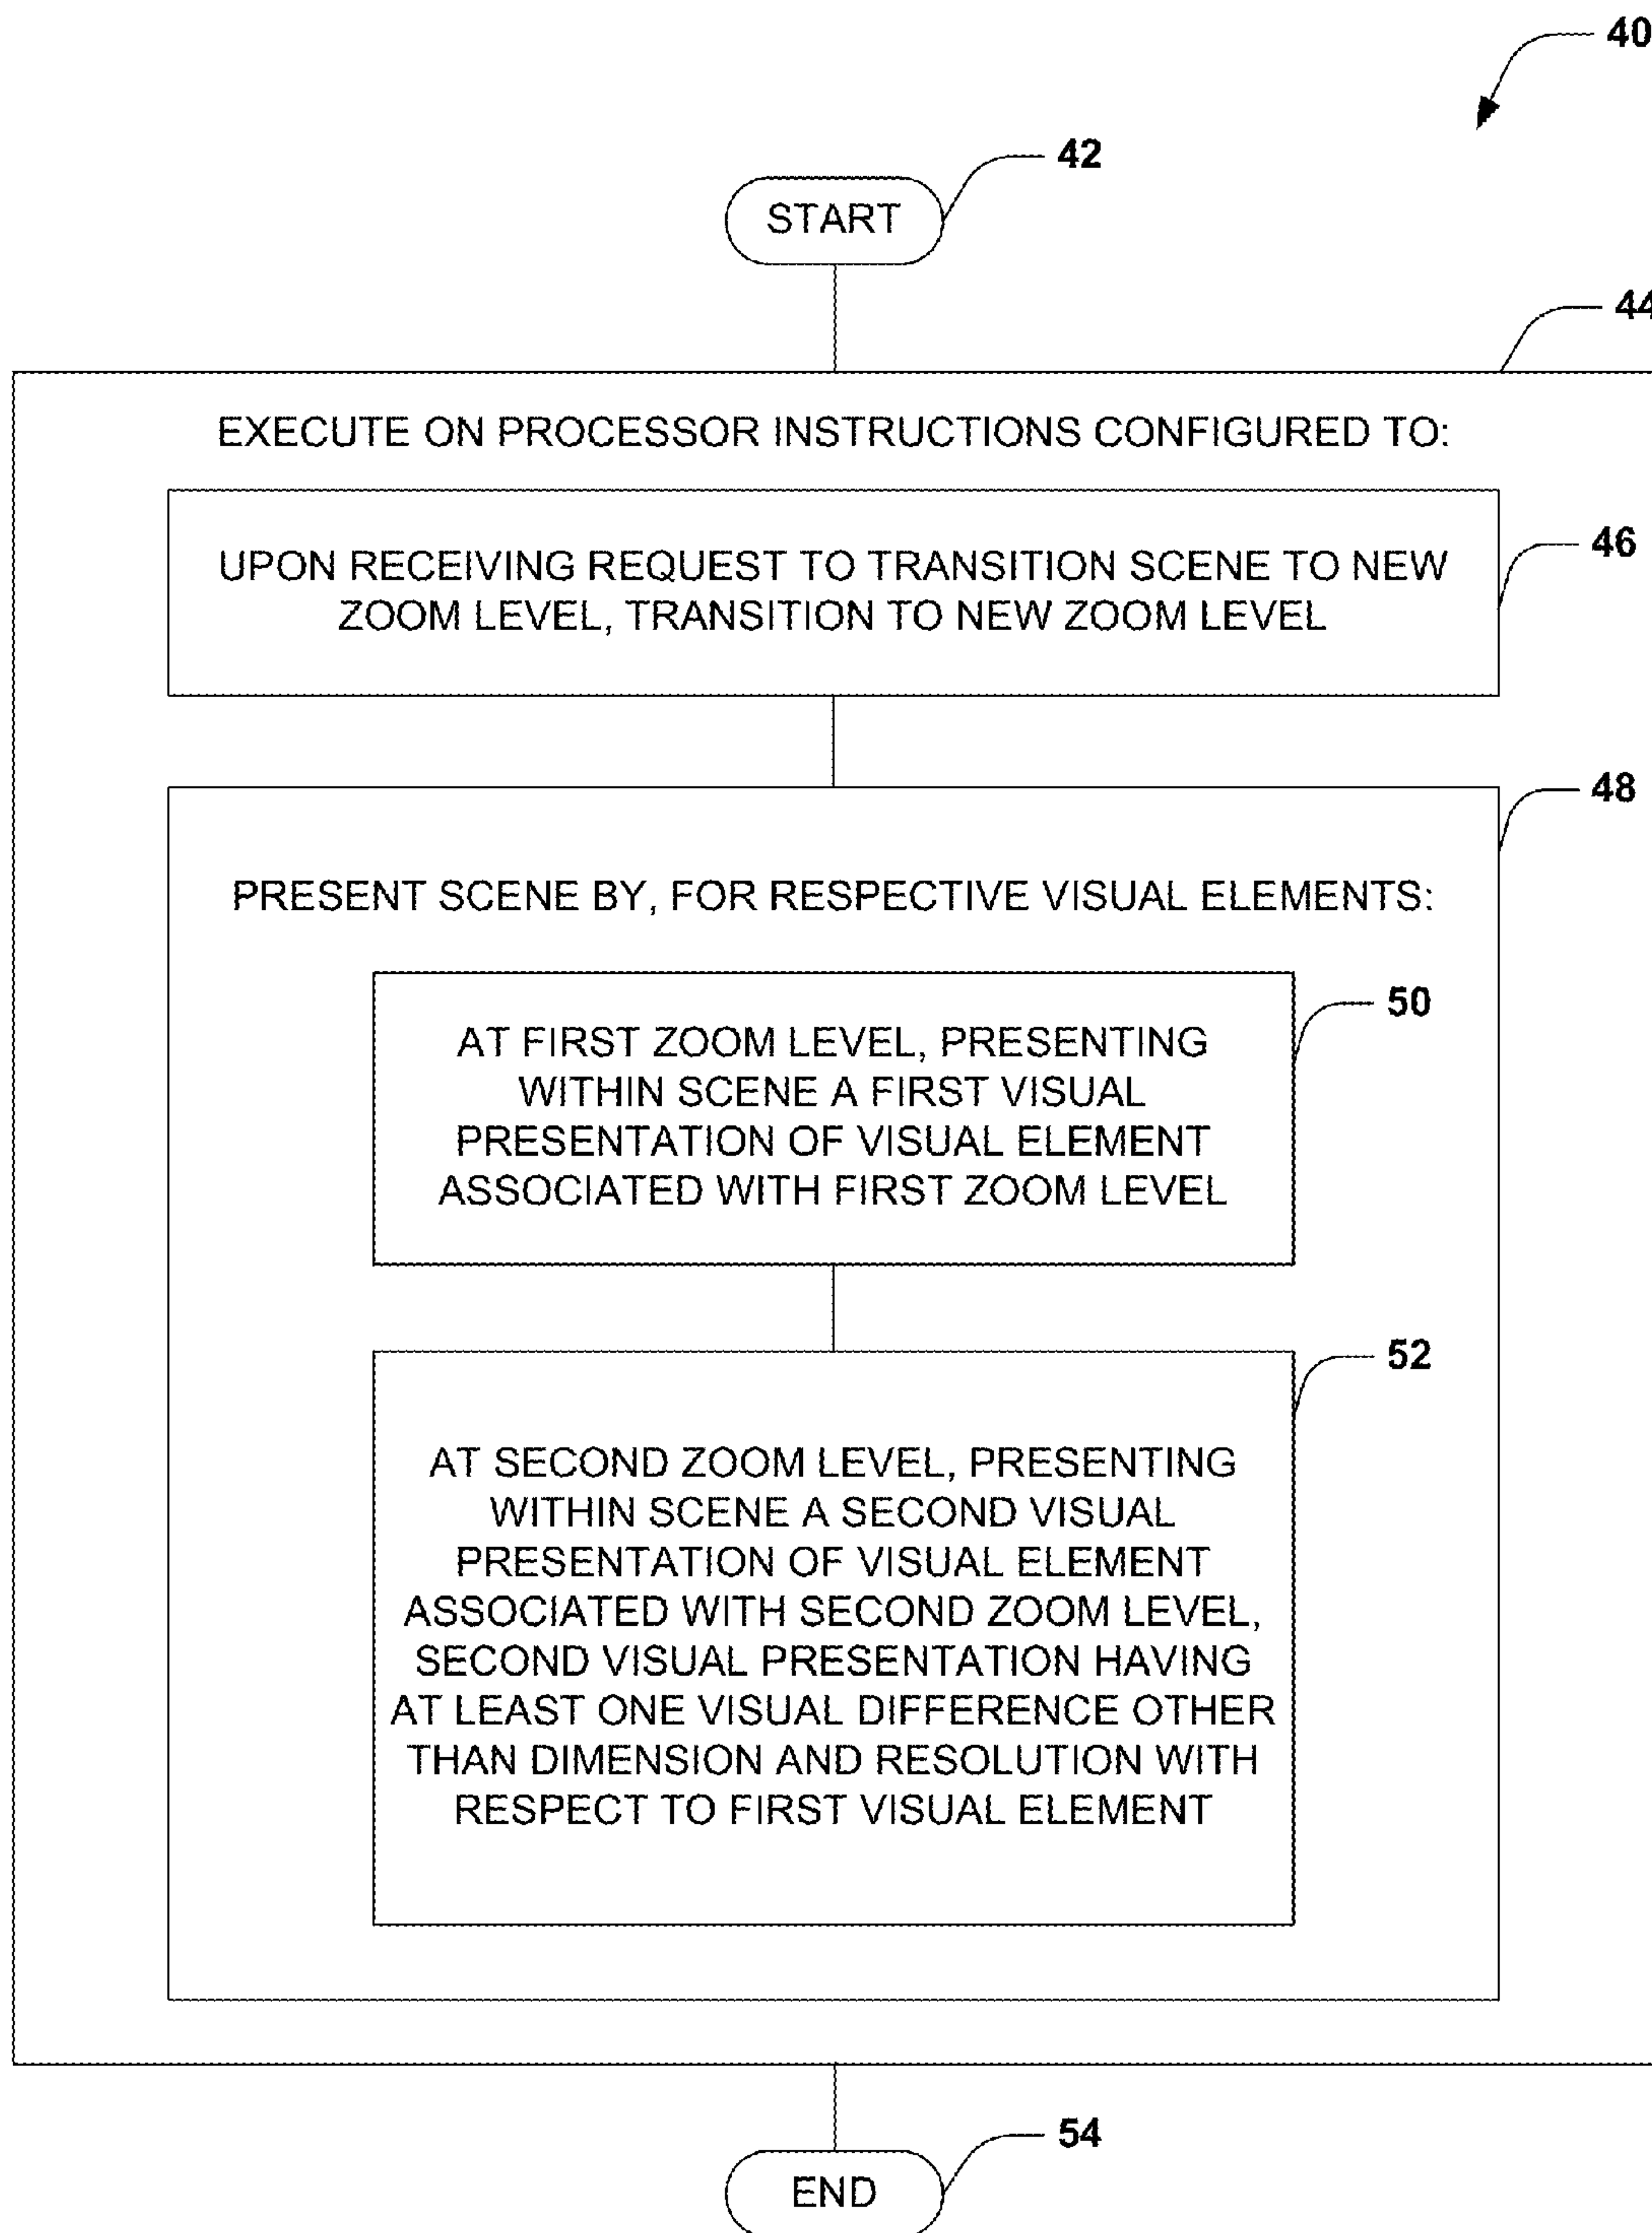 40
42
START
44
EXECUTE ON PROCESSOR INSTRUCTIONS CONFIGURED TO:
46
UPON RECEIVING REQUEST TO TRANSITION SCENE TO NEW
ZOOM LEVEL, TRANSITION TO NEW ZOOM LEVEL
48
PRESENT SCENE BY, FOR RESPECTIVE VISUAL ELEMENTS:
50
AT FIRST ZOOM LEVEL, PRESENTING
WITHIN SCENE A FIRST VISUAL
PRESENTATION OF VISUAL ELEMENT
ASSOCIATED WITH FIRST ZOOM LEVEL
52
AT SECOND ZOOM LEVEL, PRESENTING
WITHIN SCENE A SECOND VISUAL
PRESENTATION OF VISUAL ELEMENT
ASSOCIATED WITH SECOND ZOOM LEVEL,
SECOND VISUAL PRESENTATION HAVING
AT LEAST ONE VISUAL DIFFERENCE OTHER
THAN DIMENSION AND RESOLUTION WITH
RESPECT TO FIRST VISUAL ELEMENT
54
END